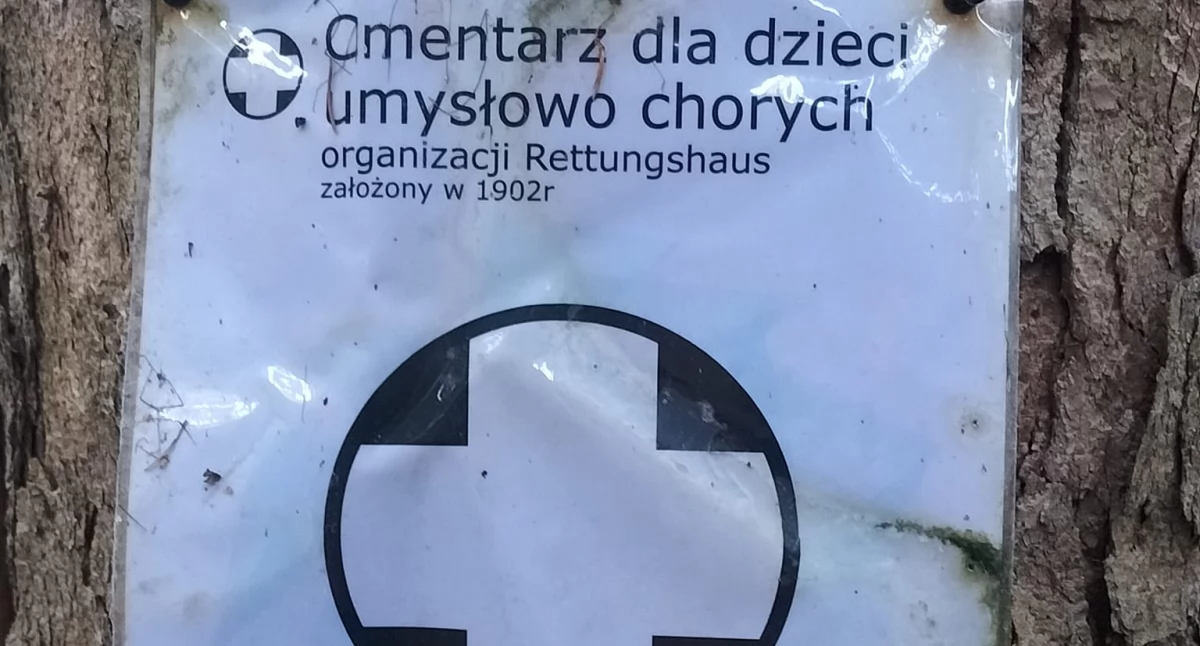 Cmentarz dla dzieci
umysłowo chorych
organizacji Rettungshaus
założony w 1902r